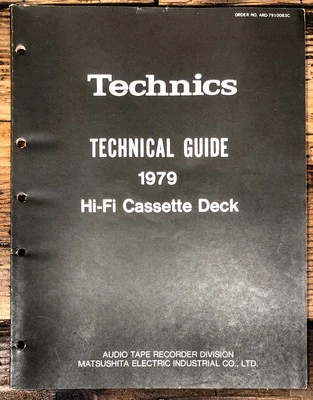 ORDER NO. ARD-7910083C
Technics
TECHNICAL GUIDE
1979
Hi-Fi Cassette Deck
AUDIO TAPE RECORDER DIVISION
MATSUSHITA ELECTRIC INDUSTRIAL CO., LTD.